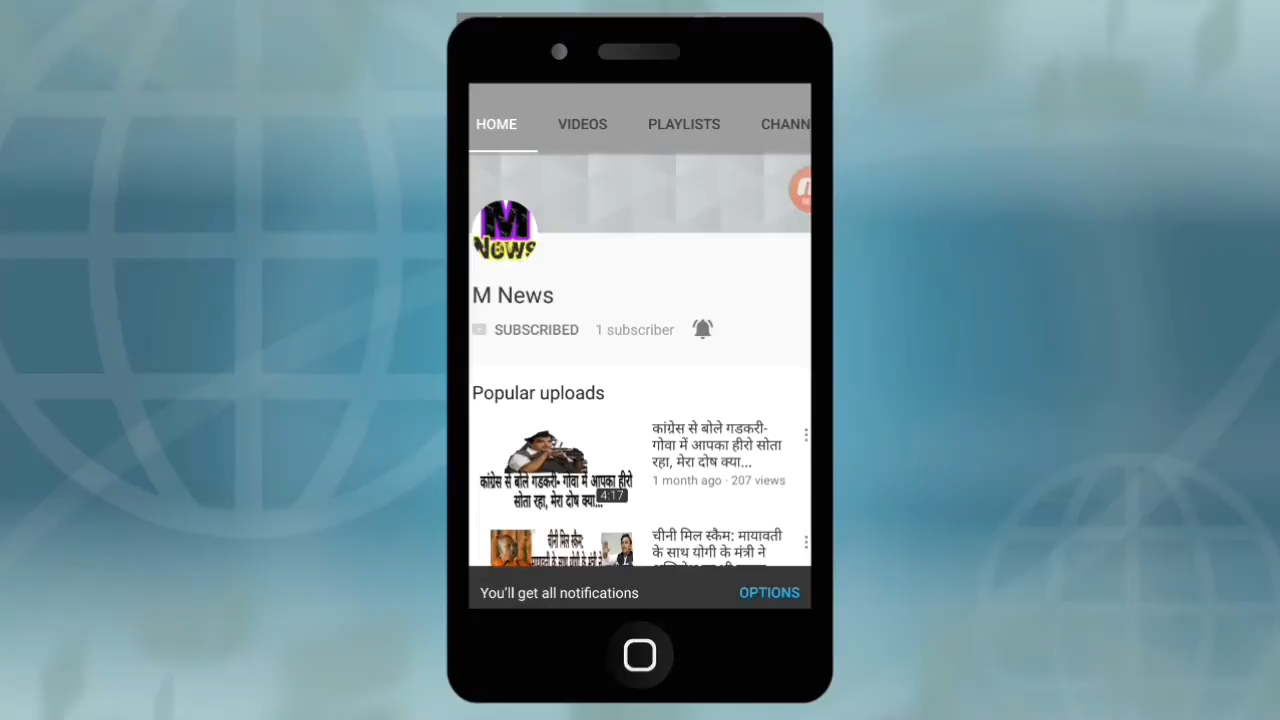 HOME VIDEOS PLAYLISTS CHANN
M
News
M News
SUBSCRIBED 1 subscriber
Popular uploads
कांग्रेस से बोले गडकरी-
गोवा में आपका हीरो सोता
रहा, मेरा दोष क्या...
1 month ago · 207 views
कांग्रेस से बोले गडकरी- गोवा में आपका हीरो
सोता रहा, मेरा दोष क्या...
4:17
चीनी मिल स्कैम: मायावती
के साथ योगी के मंत्री ने
चीनी मिल स्कैम:
You'll get all notifications OPTIONS